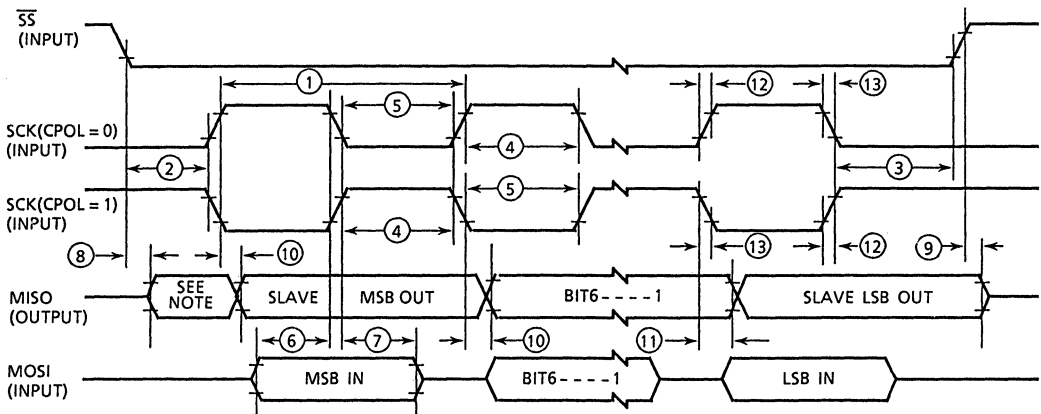 SS
(INPUT)
1
5
12
13
SCK(CPOL = 0)
(INPUT)
4
2
3
5
SCK(CPOL = 1)
(INPUT)
4
13
12
8
10
9
MISO
(OUTPUT)
SEE
NOTE
SLAVE
MSB OUT
BIT6-----1
SLAVE LSB OUT
6
7
10
11
MOSI
(INPUT)
MSB IN
BIT6-----1
LSB IN